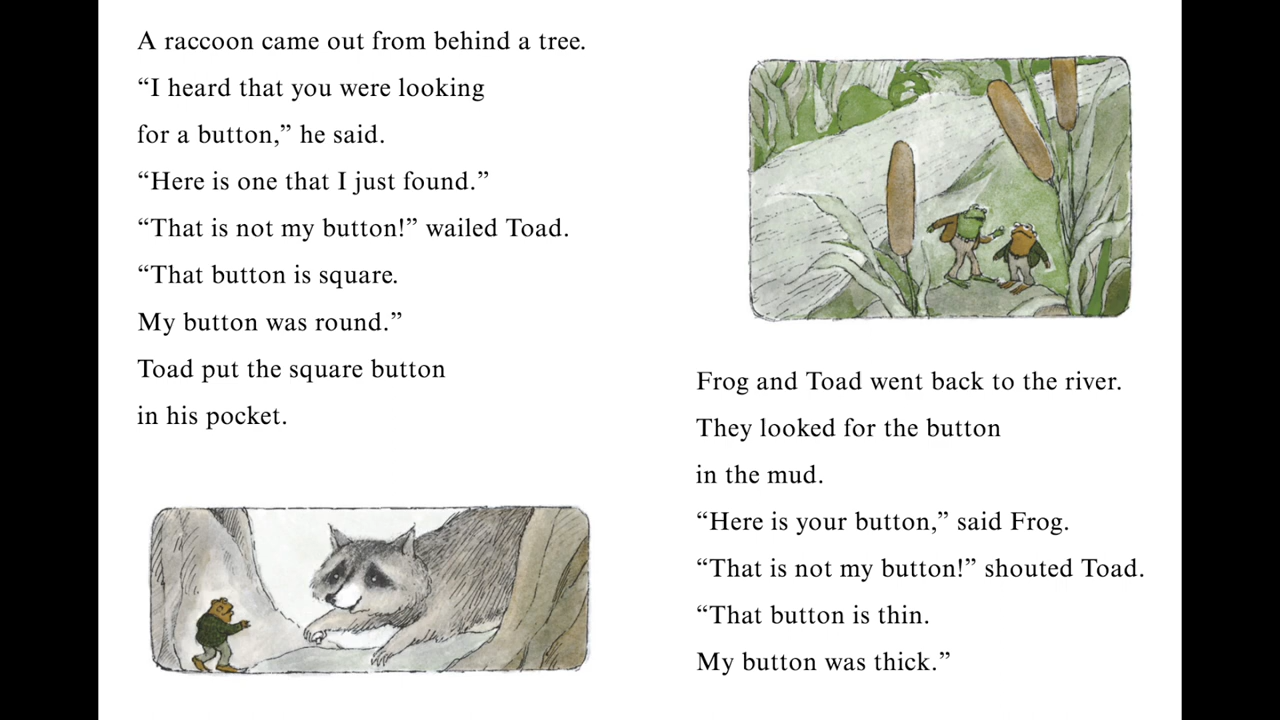 A raccoon came out from behind a tree.
“I heard that you were looking
for a button,” he said.
“Here is one that I just found.”
“That is not my button!” wailed Toad.
“That button is square.
My button was round.”
Toad put the square button
in his pocket.
Frog and Toad went back to the river.
They looked for the button
in the mud.
“Here is your button,” said Frog.
“That is not my button!” shouted Toad.
“That button is thin.
My button was thick.”